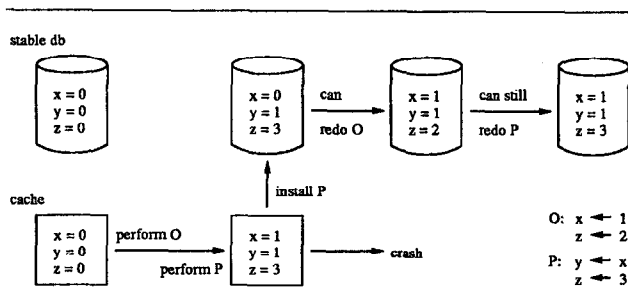 stable db
x = 0
y = 0
z = 0
x = 0
y = 1
z = 3
can
redo O
x = 1
y = 1
z = 2
can still
redo P
x = 1
y = 1
z = 3
install P
cache
x = 0
y = 0
z = 0
perform O
perform P
x = 1
y = 1
z = 3
crash
O: x ← 1
z ← 2
P: y ← x
z ← 3